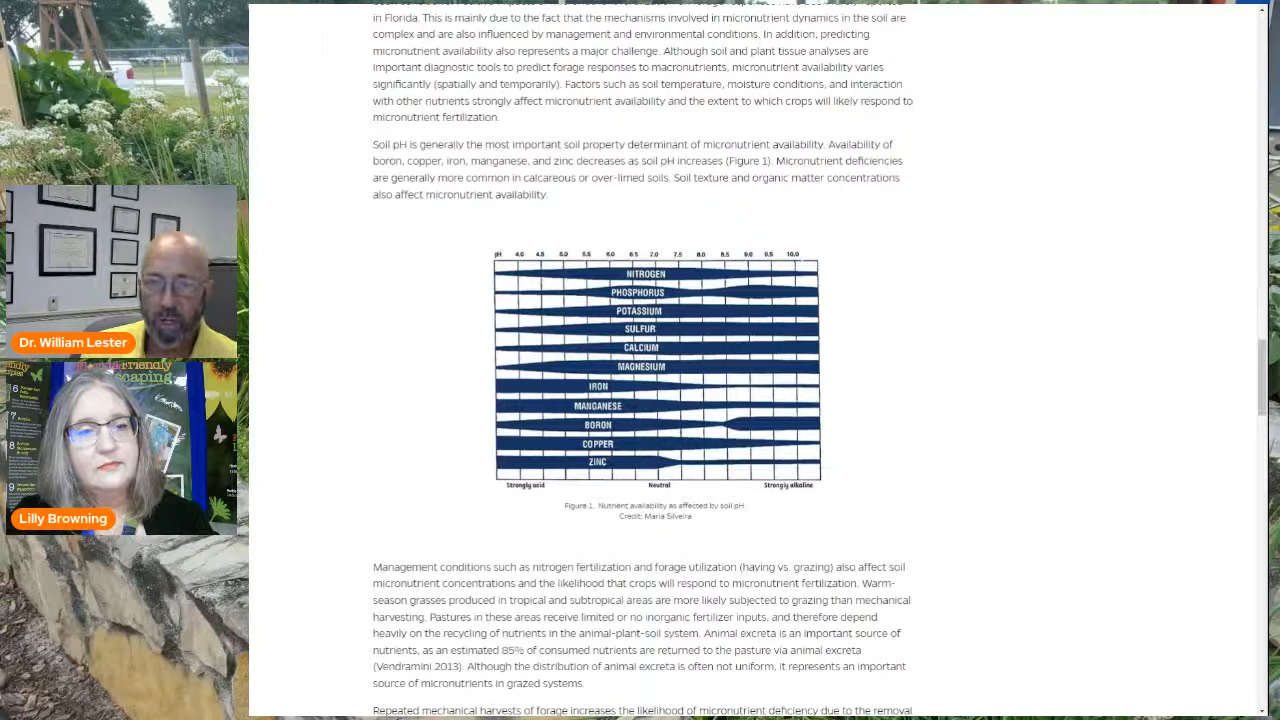 in Florida. This is mainly due to the fact that the mechanisms involved in micronutrient dynamics in the soil are
complex and are also influenced by management and environmental conditions. In addition, predicting
micronutrient availability also represents a major challenge. Although soil and plant tissue analyses are
important diagnostic tools to predict forage responses to macronutrients, micronutrient availability varies
significantly (spatially and temporarily). Factors such as soil temperature, moisture conditions, and interaction
with other nutrients strongly affect micronutrient availability and the extent to which crops will likely respond to
micronutrient fertilization.
Soil pH is generally the most important soil property determinant of micronutrient availability. Availability of
boron, copper, iron, manganese, and zinc decreases as soil pH increases (Figure 1). Micronutrient deficiencies
are generally more common in calcareous or over-limed soils. Soil texture and organic matter concentrations
also affect micronutrient availability.
pH 4.0 4.5 5.0 5.5 6.0 6.5 7.0 7.5 8.0 8.5 9.0 9.5 10.0
NITROGEN
PHOSPHORUS
POTASSIUM
SULFUR
CALCIUM
MAGNESIUM
IRON
MANGANESE
BORON
COPPER
ZINC
Strongly acid Neutral Strongly alkaline
Figure 1. Nutrient availability as affected by soil pH.
Credit: Maria Silveira
Management conditions such as nitrogen fertilization and forage utilization (haying vs. grazing) also affect soil
micronutrient concentrations and the likelihood that crops will respond to micronutrient fertilization. Warm-
season grasses produced in tropical and subtropical areas are more likely subjected to grazing than mechanical
harvesting. Pastures in these areas receive limited or no inorganic fertilizer inputs, and therefore depend
heavily on the recycling of nutrients in the animal-plant-soil system. Animal excreta is an important source of
nutrients, as an estimated 85% of consumed nutrients are returned to the pasture via animal excreta
(Vendramini 2013). Although the distribution of animal excreta is often not uniform, it represents an important
source of micronutrients in grazed systems.
Repeated mechanical harvests of forage increases the likelihood of micronutrient deficiency due to the removal
Dr. William Lester
Friendly
scaping
6
7
8
9
Lilly Browning